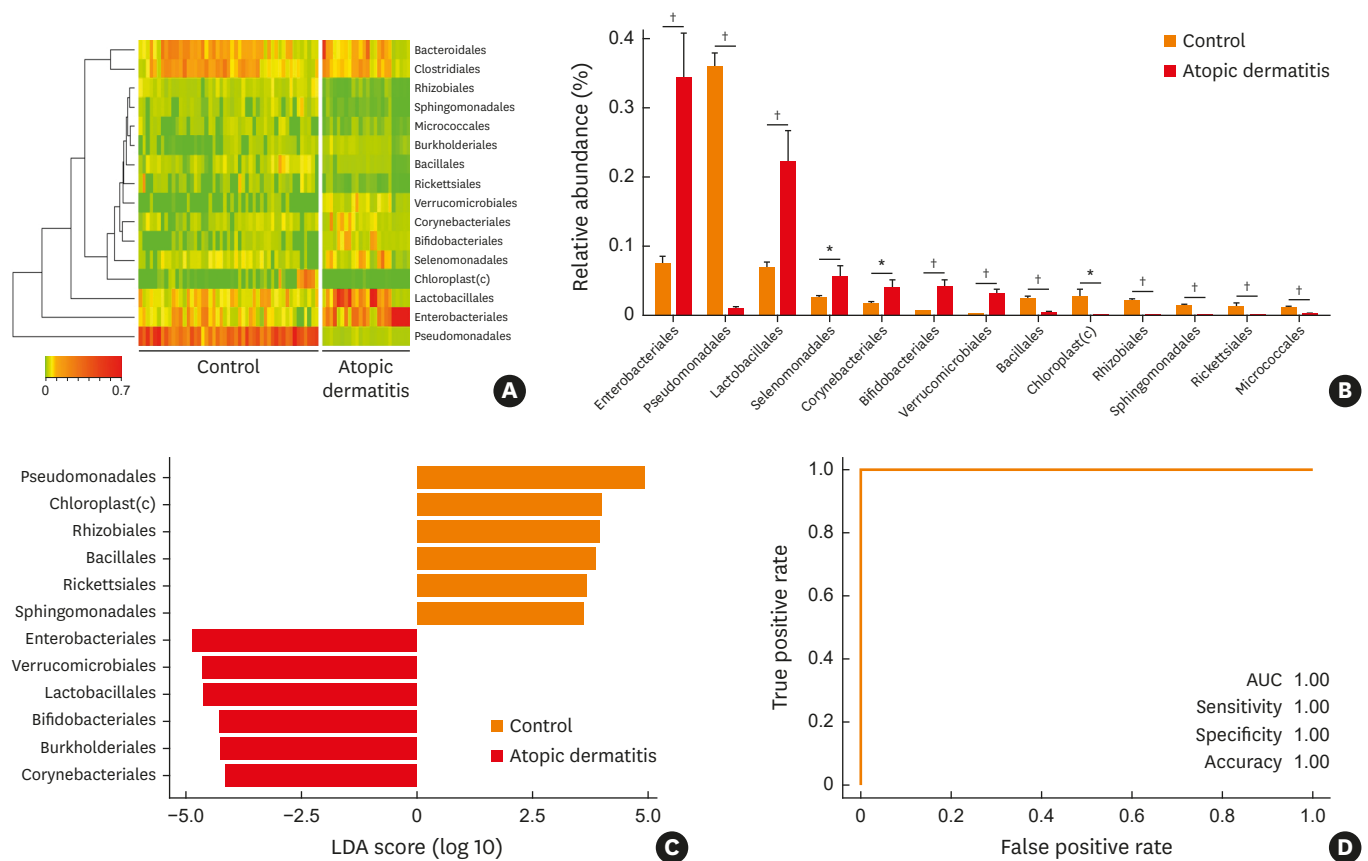 Bacteroidales
Clostridiales
Rhizobiales
Sphingomonadales
Micrococcales
Burkholderiales
Bacillales
Rickettsiales
Verrucomicrobiales
Corynebacteriales
Bifidobacteriales
Selenomonadales
Chloroplast(c)
Lactobacillales
Enterobacteriales
Pseudomonadales
0 0.7
Control
Atopic
dermatitis
A
Relative abundance (%)
0.4
0.3
0.2
0.1
0
† † † * * † † † * † † † †
Control
Atopic dermatitis
Enterobacteriales
Pseudomonadales
Lactobacillales
Selenomonadales
Corynebacteriales
Bifidobacteriales
Verrucomicrobiales
Bacillales
Chloroplast(c)
Rhizobiales
Sphingomonadales
Rickettsiales
Micrococcales
B
Pseudomonadales
Chloroplast(c)
Rhizobiales
Bacillales
Rickettsiales
Sphingomonadales
Enterobacteriales
Verrucomicrobiales
Lactobacillales
Bifidobacteriales
Burkholderiales
Corynebacteriales
Control
Atopic dermatitis
−5.0 −2.5 0 2.5 5.0
LDA score (log 10)
C
True positive rate
1.0
0.8
0.6
0.4
0.2
0
AUC 1.00
Sensitivity 1.00
Specificity 1.00
Accuracy 1.00
0 0.2 0.4 0.6 0.8 1.0
False positive rate
D